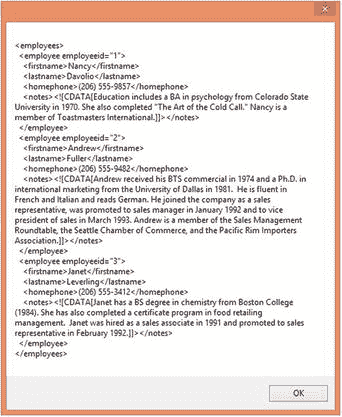 <employees>
<employee employeeid="1">
<firstname>Nancy</firstname>
<lastname>Davolio</lastname>
<homephone>(206) 555-9857</homephone>
<notes><![CDATA[Education includes a BA in psychology from Colorado State
University in 1970. She also completed "The Art of the Cold Call." Nancy is a
member of Toastmasters International.]]></notes>
</employee>
<employee employeeid="2">
<firstname>Andrew</firstname>
<lastname>Fuller</lastname>
<homephone>(206) 555-9482</homephone>
<notes><![CDATA[Andrew received his BTS commercial in 1974 and a Ph.D. in
international marketing from the University of Dallas in 1981.  He is fluent in
French and Italian and reads German. He joined the company as a sales
representative, was promoted to sales manager in January 1992 and to vice
president of sales in March 1993. Andrew is a member of the Sales Management
Roundtable, the Seattle Chamber of Commerce, and the Pacific Rim Importers
Association.]]></notes>
</employee>
<employee employeeid="3">
<firstname>Janet</firstname>
<lastname>Leverling</lastname>
<homephone>(206) 555-3412</homephone>
<notes><![CDATA[Janet has a BS degree in chemistry from Boston College
(1984). She has also completed a certificate program in food retailing
management.  Janet was hired as a sales associate in 1991 and promoted to sales
representative in February 1992.]]></notes>
</employee>
</employees>
OK